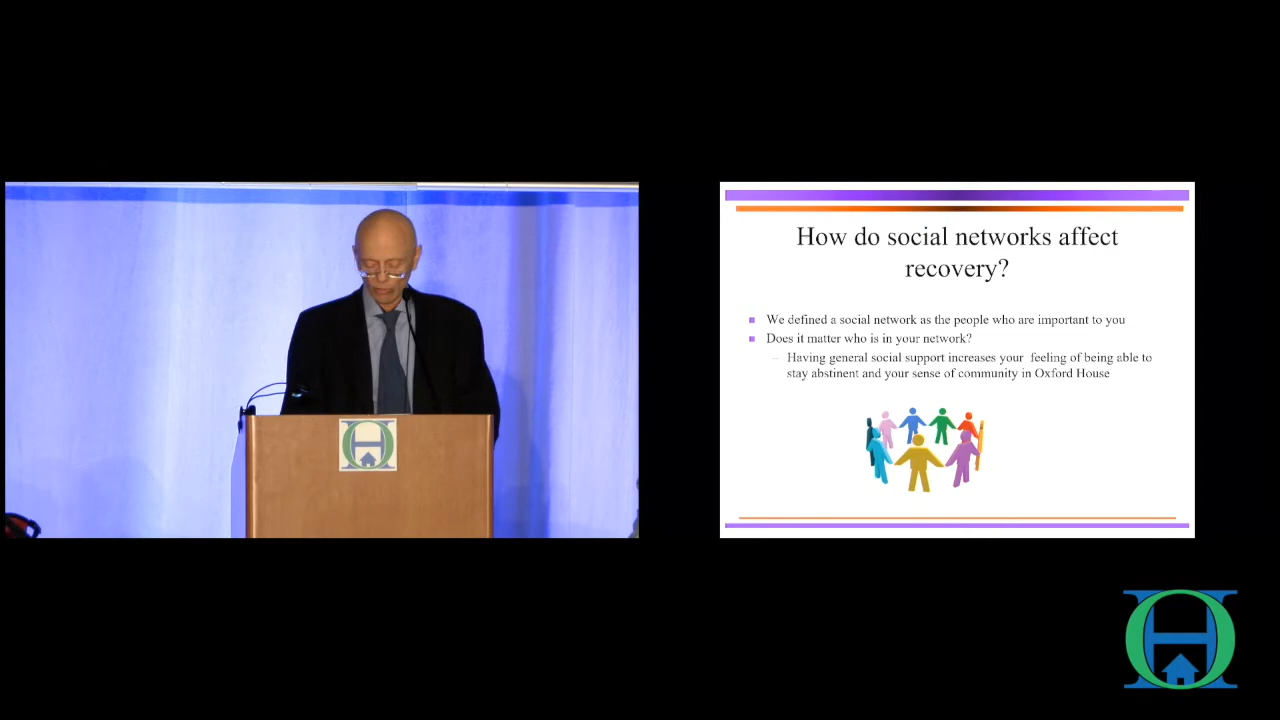 How do social networks affect
recovery?
We defined a social network as the people who are important to you
Does it matter who is in your network?
– Having general social support increases your feeling of being able to
stay abstinent and your sense of community in Oxford House
OH
OH